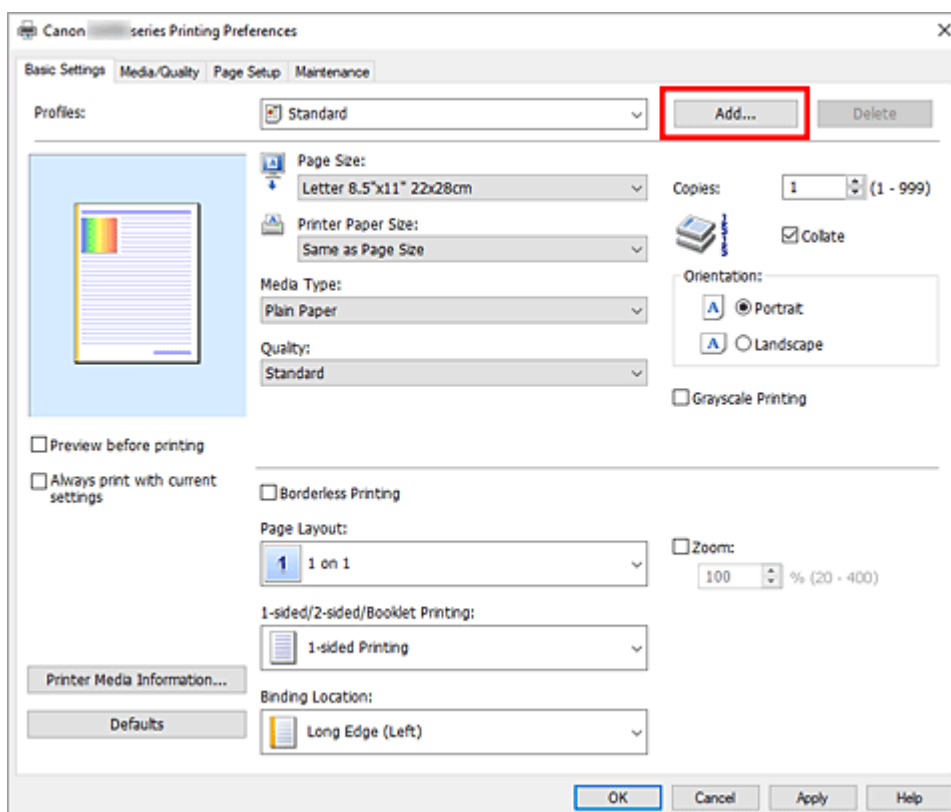 Canon series Printing Preferences
Basic Settings Media/Quality Page Setup Maintenance
Profiles: Standard Add... Delete
Page Size:
Letter 8.5"x11" 22x28cm
Copies: 1 (1 - 999)
Printer Paper Size:
Same as Page Size
Collate
Media Type:
Plain Paper
Orientation:
A Portrait
A Landscape
Quality:
Standard
Grayscale Printing
Preview before printing
Always print with current
settings
Borderless Printing
Page Layout:
1 1 on 1
Zoom:
100 % (20 - 400)
1-sided/2-sided/Booklet Printing:
1-sided Printing
Printer Media Information...
Binding Location:
Defaults
Long Edge (Left)
OK Cancel Apply Help